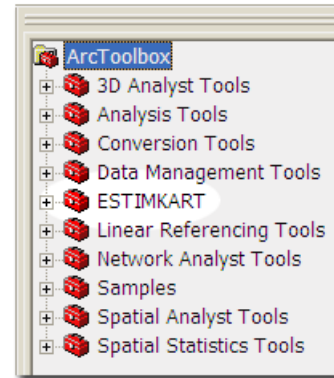 ArcToolbox
3D Analyst Tools
Analysis Tools
Conversion Tools
Data Management Tools
ESTIMKART
Linear Referencing Tools
Network Analyst Tools
Samples
Spatial Analyst Tools
Spatial Statistics Tools